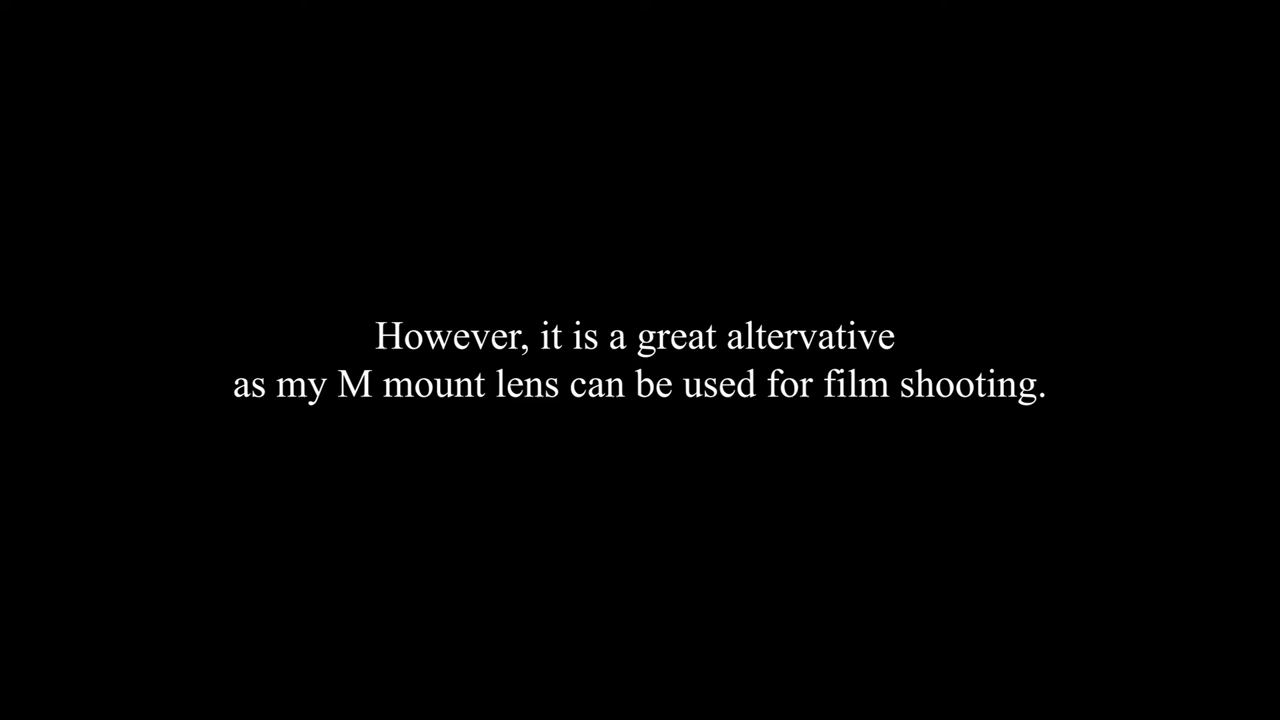 However, it is a great altervative
as my M mount lens can be used for film shooting.